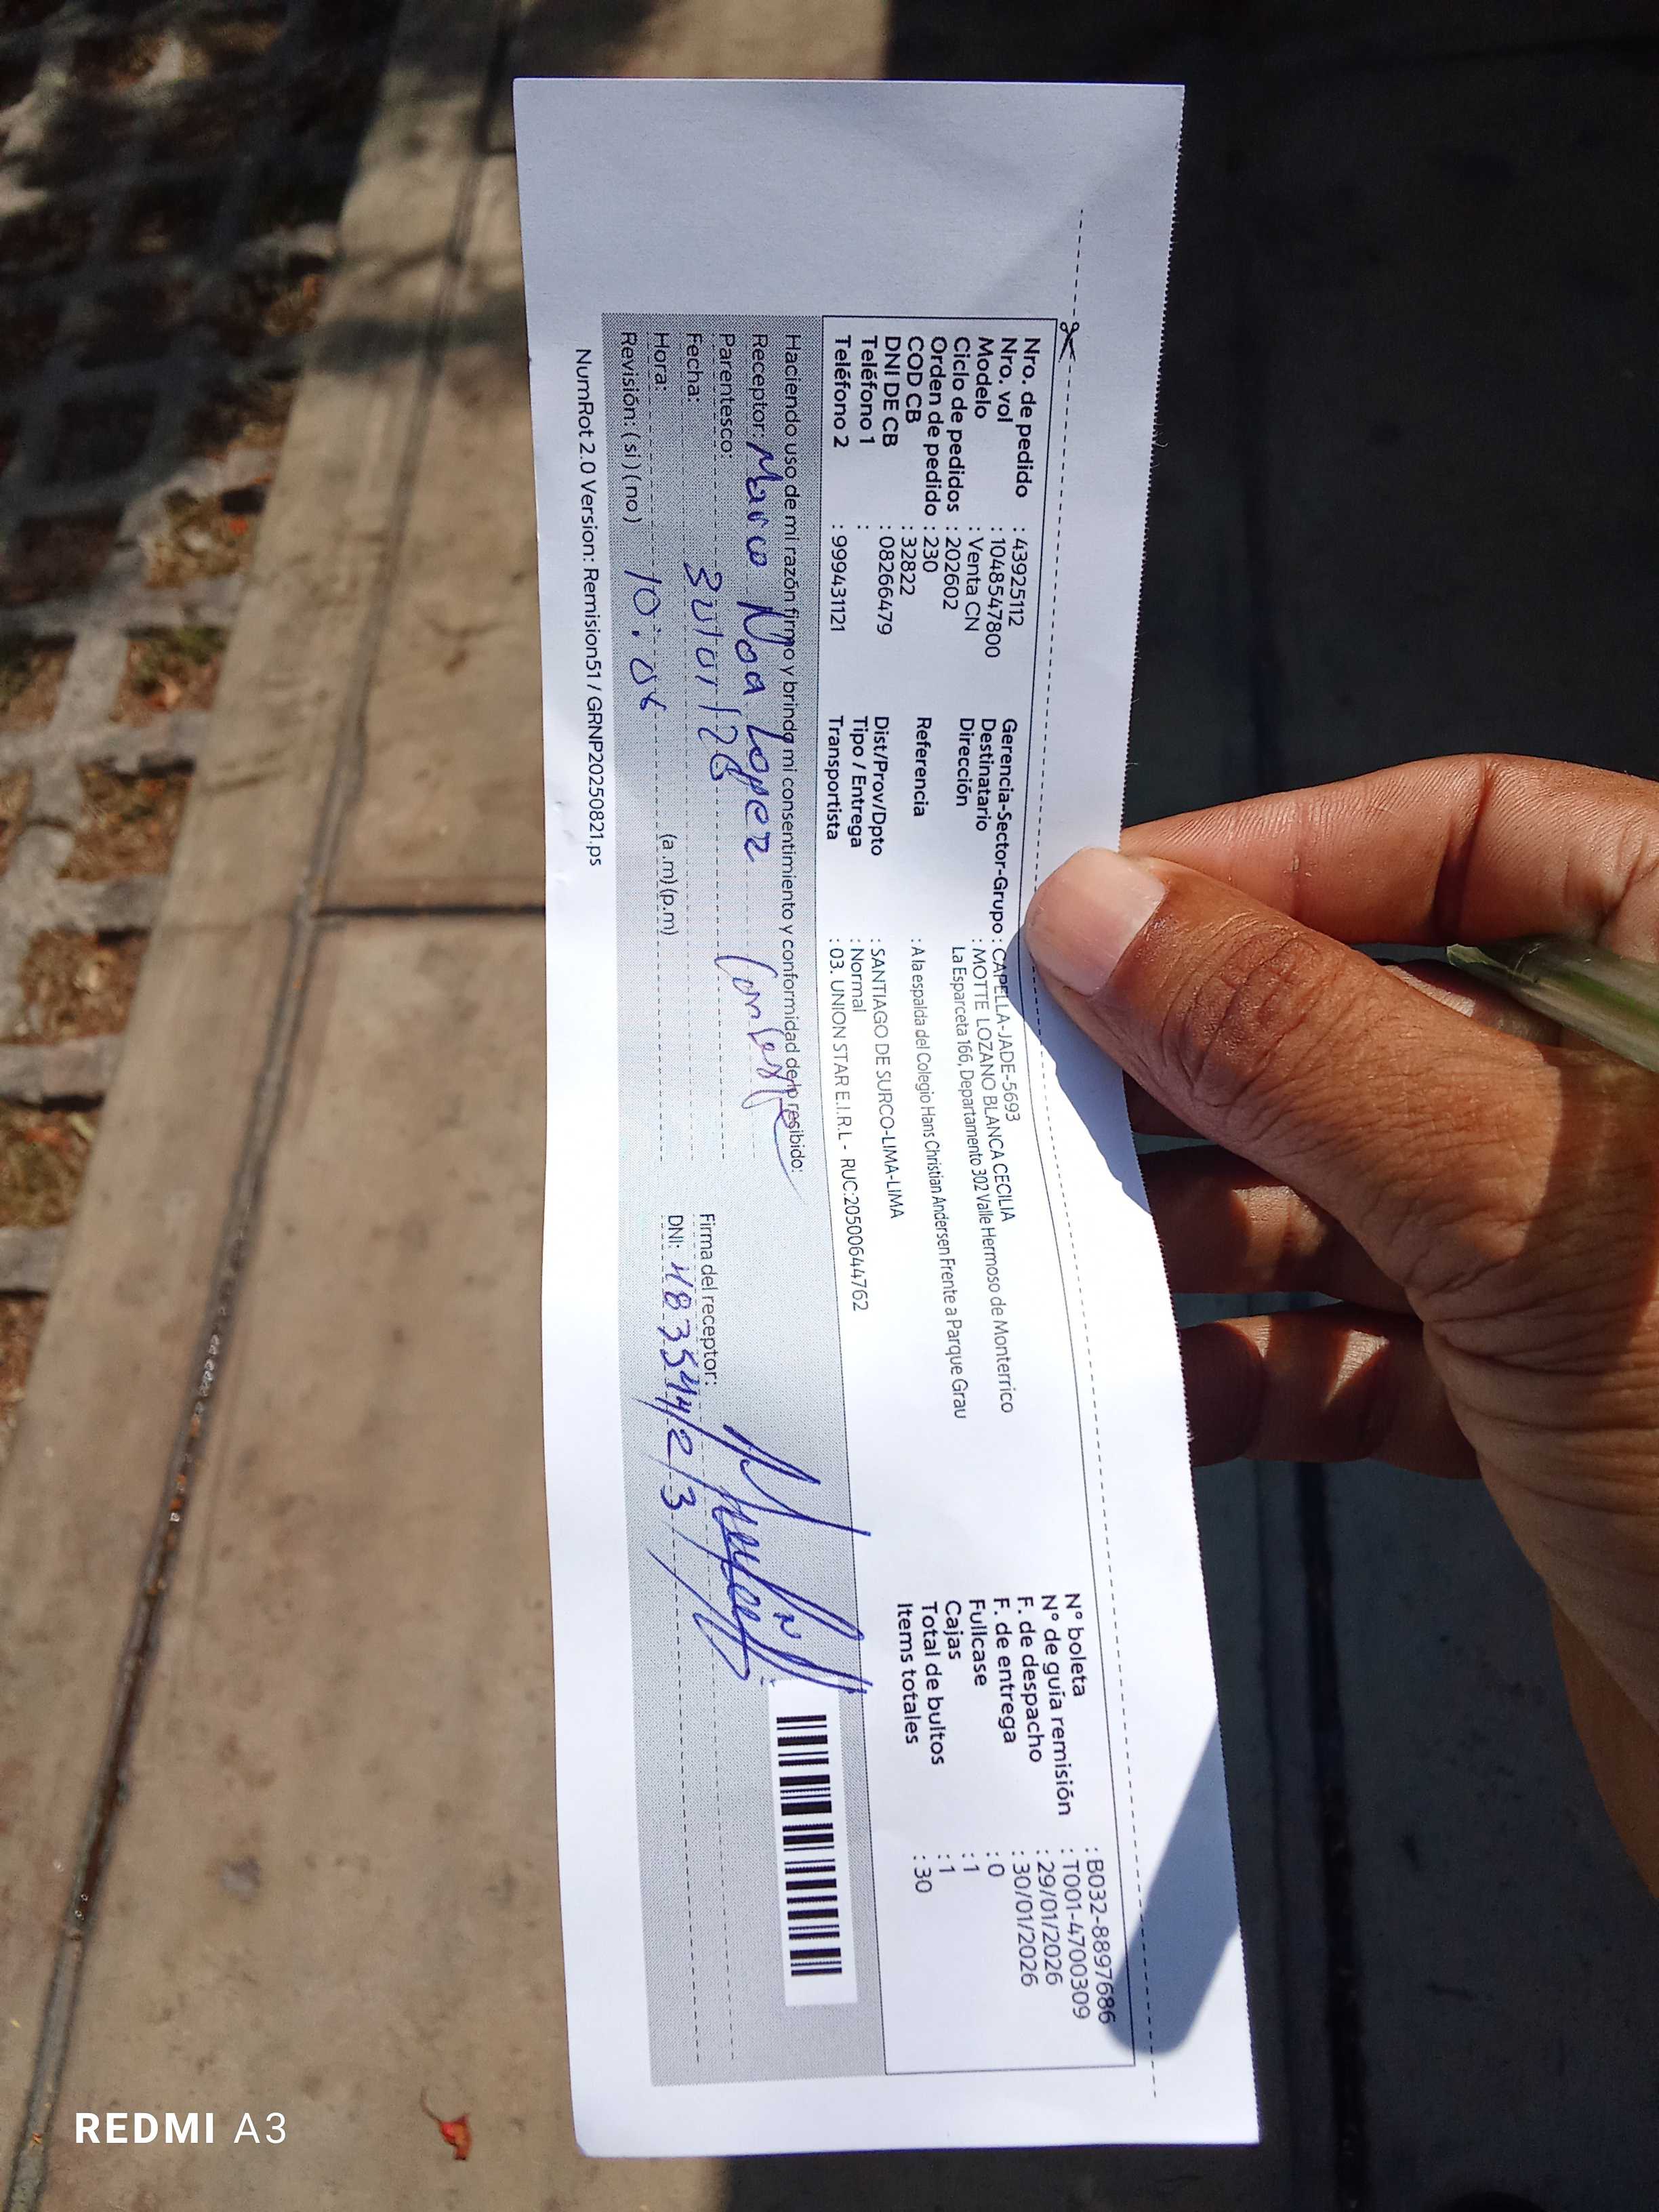 Nro. de pedido : 43925112
Nro. vol : 10485547800
Modelo : Venta CN
Ciclo de pedidos : 202602
Orden de pedido : 230
COD CB : 32822
DNI DE CB : 08266479
Teléfono 1 :
Teléfono 2 : 999431121
Gerencia-Sector-Grupo : CAPELLA-JADE-5693
Destinatario : MOTTE LOZANO BLANCA CECILIA
Dirección La Esparceta 166, Departamento 302 Valle Hermoso de Monterrico
Referencia : A la espalda del Colegio Hans Christian Andersen Frente a Parque Grau
Dist/Prov/Dpto : SANTIAGO DE SURCO-LIMA-LIMA
Tipo / Entrega : Normal
Transportista : 03. UNION STAR E.I.R.L - RUC:20500644762
N° boleta : B032-8897686
N° de guía remisión : T001-4700309
F. de despacho : 29/01/2026
F. de entrega : 30/01/2026
Fullcase : 0
Cajas : 1
Total de bultos : 1
Items totales : 30
Haciendo uso de mi razón firmo y brindo mi consentimiento y conformidad de lo recibido:
Receptor: Marco Noa Lopez
Parentesco:
Fecha: 30/01/26
Hora: (a.m) (p.m)
Revisión: (si) (no) 10:06
Firma del receptor:
DNI:
NumRot 2.0 Version: Remision51 / GRNP20250821.ps
REDMI A3